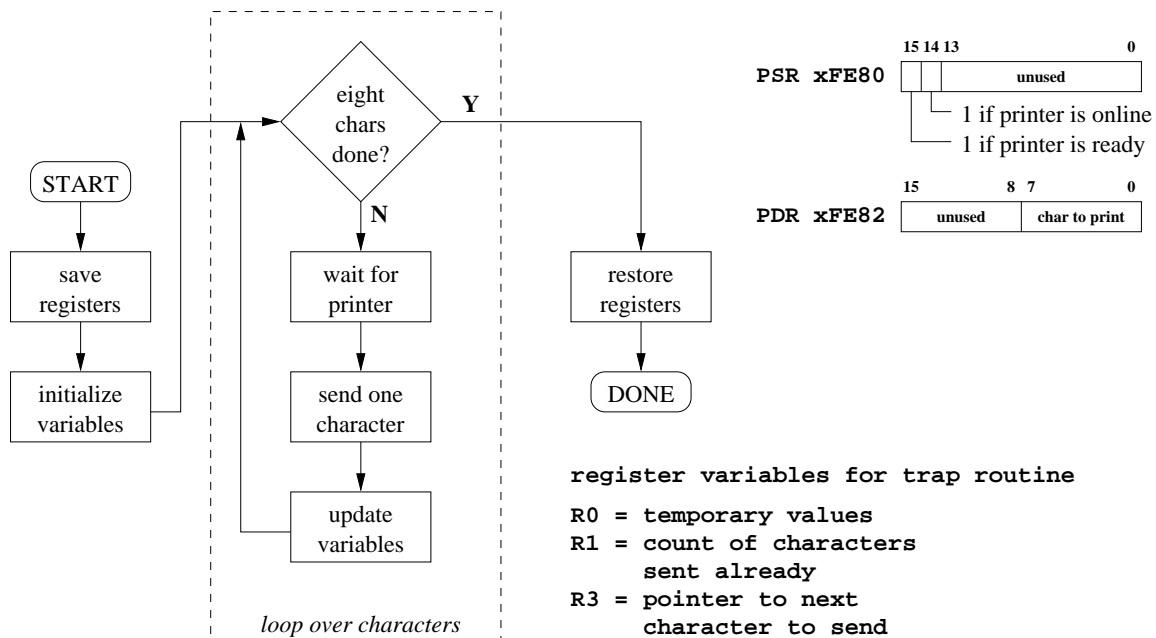 START
save
registers
initialize
variables
eight
chars
done?
Y
N
wait for
printer
send one
character
update
variables
loop over characters
restore
registers
DONE
15 14 13 0
PSR xFE80
unused
1 if printer is online
1 if printer is ready
15 8 7 0
PDR xFE82
unused char to print
register variables for trap routine
R0 = temporary values
R1 = count of characters
sent already
R3 = pointer to next
character to send